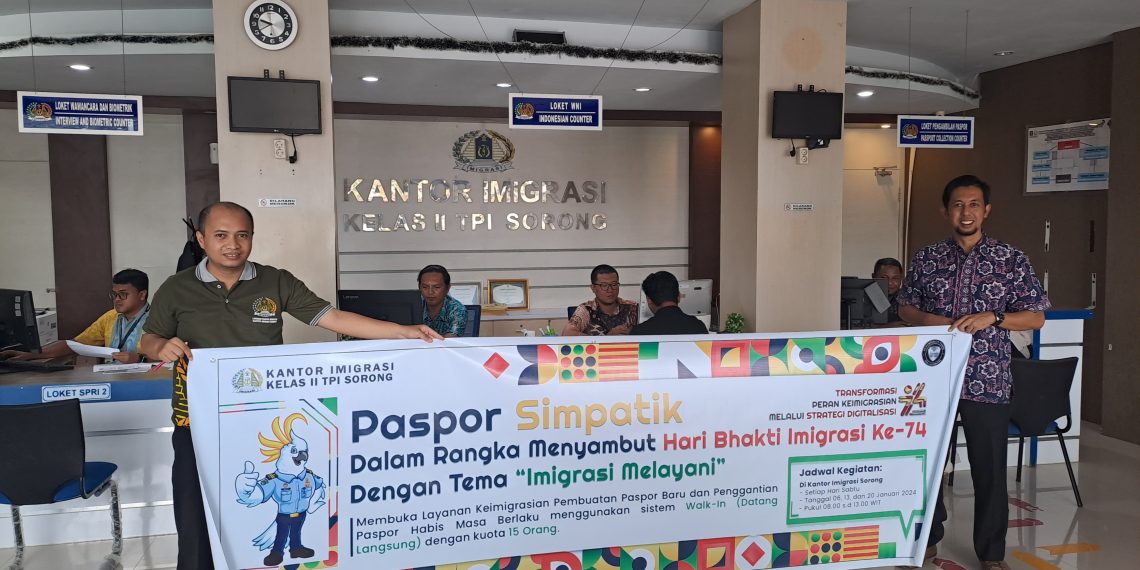 LOKET WAWANCARA DAN BIOMETRIK
INTERVIEW AND BIOMETRIC COUNTER
LOKET WNI
INDONESIAN COUNTER
LOKET PENGAMBILAN PASPOR
PASSPORT COLLECTION COUNTER
IMIGRASI
KANTOR IMIGRASI
KELAS II TPI SORONG
DILARANG MEROKOK
LOKET SPRI 2
KANTOR IMIGRASI
KELAS II TPI SORONG
Paspor Simpatik
Dalam Rangka Menyambut Hari Bhakti Imigrasi Ke-74
Dengan Tema "Imigrasi Melayani"
Membuka Layanan Keimigrasian Pembuatan Paspor Baru dan Penggantian
Paspor Habis Masa Berlaku menggunakan sistem Walk-In (Datang
Langsung) dengan kuota 15 Orang.
TRANSFORMASI
PERAN KEIMIGRASIAN
MELALUI STRATEGI DIGITALISASI
Jadwal Kegiatan:
Di Kantor Imigrasi Sorong
- Setiap Hari Sabtu
- Tanggal 06, 13, dan 20 Januari 2024
- Pukul 08.00 s.d 13.00 WIT